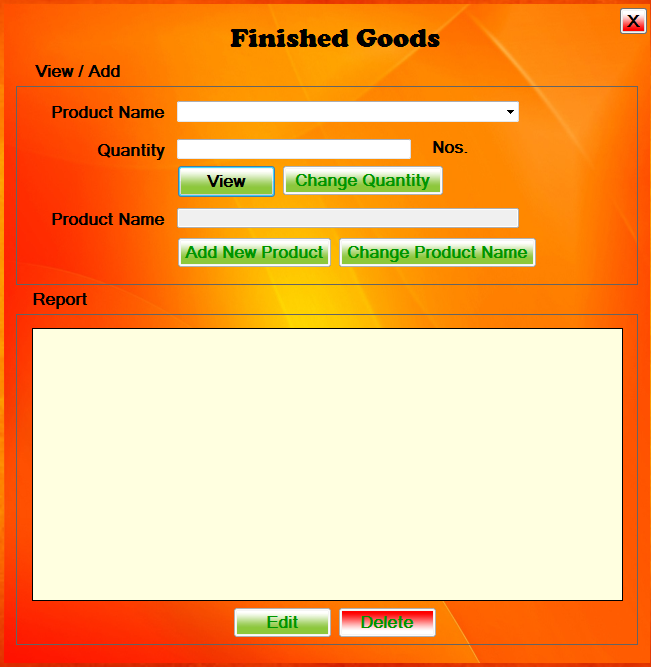 X
Finished Goods
View / Add
Product Name
Quantity Nos.
View Change Quantity
Product Name
Add New Product Change Product Name
Report
Edit Delete